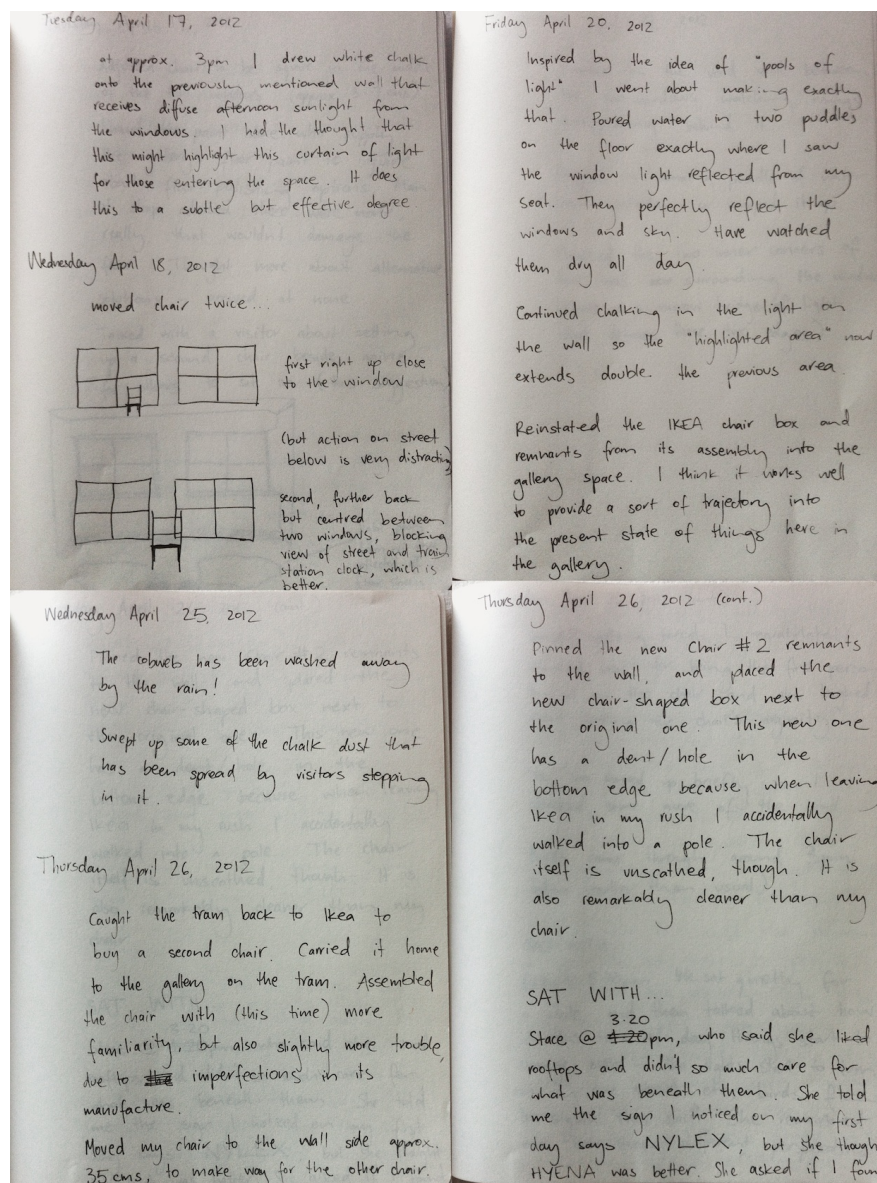 Tuesday April 17, 2012
at approx. 3pm I drew white chalk
onto the previously mentioned wall that
receives diffuse afternoon sunlight from
the windows. I had the thought that
this might highlight this curtain of light
for those entering the space. It does
this to a subtle but effective degree.
Wednesday April 18, 2012
moved chair twice...
first right up close
to the window
(but action on street
below is very distracting)
second, further back
but centred between
two windows, blocking
view of street and train
station clock, which is
better.
Friday April 20, 2012
Inspired by the idea of "pools of
light" I went about making exactly
that. Poured water in two puddles
on the floor exactly where I saw
the window light reflected from my
seat. They perfectly reflect the
windows and sky. Have watched
them dry all day.
Continued chalking in the light on
the wall so the "highlighted area" now
extends double the previous area.
Reinstated the IKEA chair box and
remnants from its assembly into the
gallery space. I think it works well
to provide a sort of trajectory into
the present state of things here in
the gallery.
Wednesday April 25, 2012
The cobweb has been washed away
by the rain!
Swept up some of the chalk dust that
has been spread by visitors stepping
in it.
Thursday April 26, 2012
Caught the tram back to Ikea to
buy a second chair. Carried it home
to the gallery on the tram. Assembled
the chair with (this time) more
familiarity, but also slightly more trouble,
due to the imperfections in its
manufacture.
Moved my chair to the wall side approx.
35 cms, to make way for the other chair.
Thursday April 26, 2012 (cont.)
Pinned the new Chair #2 remnants
to the wall, and placed the
new chair-shaped box next to
the original one. This new one
has a dent/hole in the
bottom edge because when leaving
Ikea in my rush I accidentally
walked into a pole. The chair
itself is unscathed, though. It is
also remarkably cleaner than my
chair.
SAT WITH...
3.20
Stace @ 4.20pm, who said she liked
rooftops and didn't so much care for
what was beneath them. She told
me the sign I noticed on my first
day says NYLEX, but she though
HYENA was better. She asked if I foun